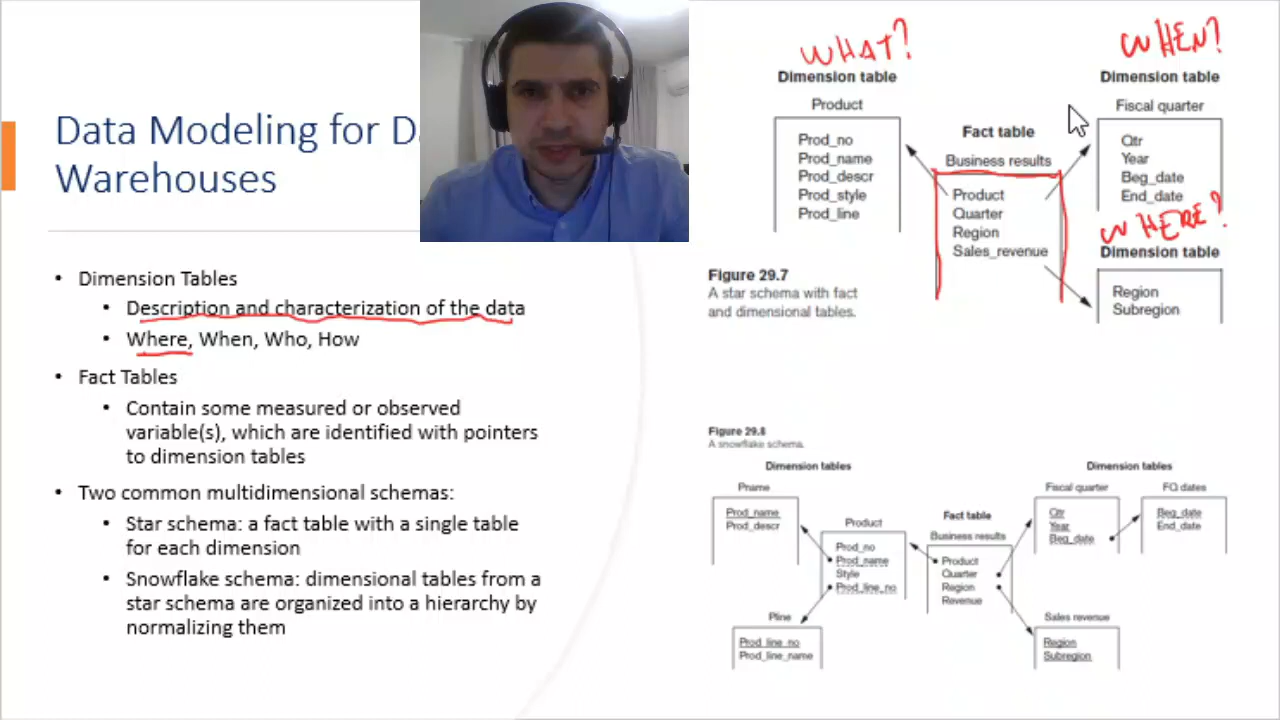 Data Modeling for D
Warehouses
• Dimension Tables
• Description and characterization of the data
• Where, When, Who, How
• Fact Tables
• Contain some measured or observed
variable(s), which are identified with pointers
to dimension tables
• Two common multidimensional schemas:
• Star schema: a fact table with a single table
for each dimension
• Snowflake schema: dimensional tables from a
star schema are organized into a hierarchy by
normalizing them
WHAT?
Dimension table
Product
Prod_no
Prod_name
Prod_descr
Prod_style
Prod_line
Fact table
Business results
Product
Quarter
Region
Sales_revenue
WHEN?
Dimension table
Fiscal quarter
Qtr
Year
Beg_date
End_date
WHERE?
Dimension table
Region
Subregion
Figure 29.7
A star schema with fact
and dimensional tables.
Figure 29.8
A snowflake schema.
Dimension tables
Pname
Prod_name
Prod_descr
Product
Prod_no
Prod_name
Style
Prod_line_no
Pline
Prod_line_no
Prod_line_name
Fact table
Business results
Product
Quarter
Region
Revenue
Dimension tables
Fiscal quarter
Qtr
Year
Beg_date
FQ dates
Beg_date
End_date
Sales revenue
Region
Subregion